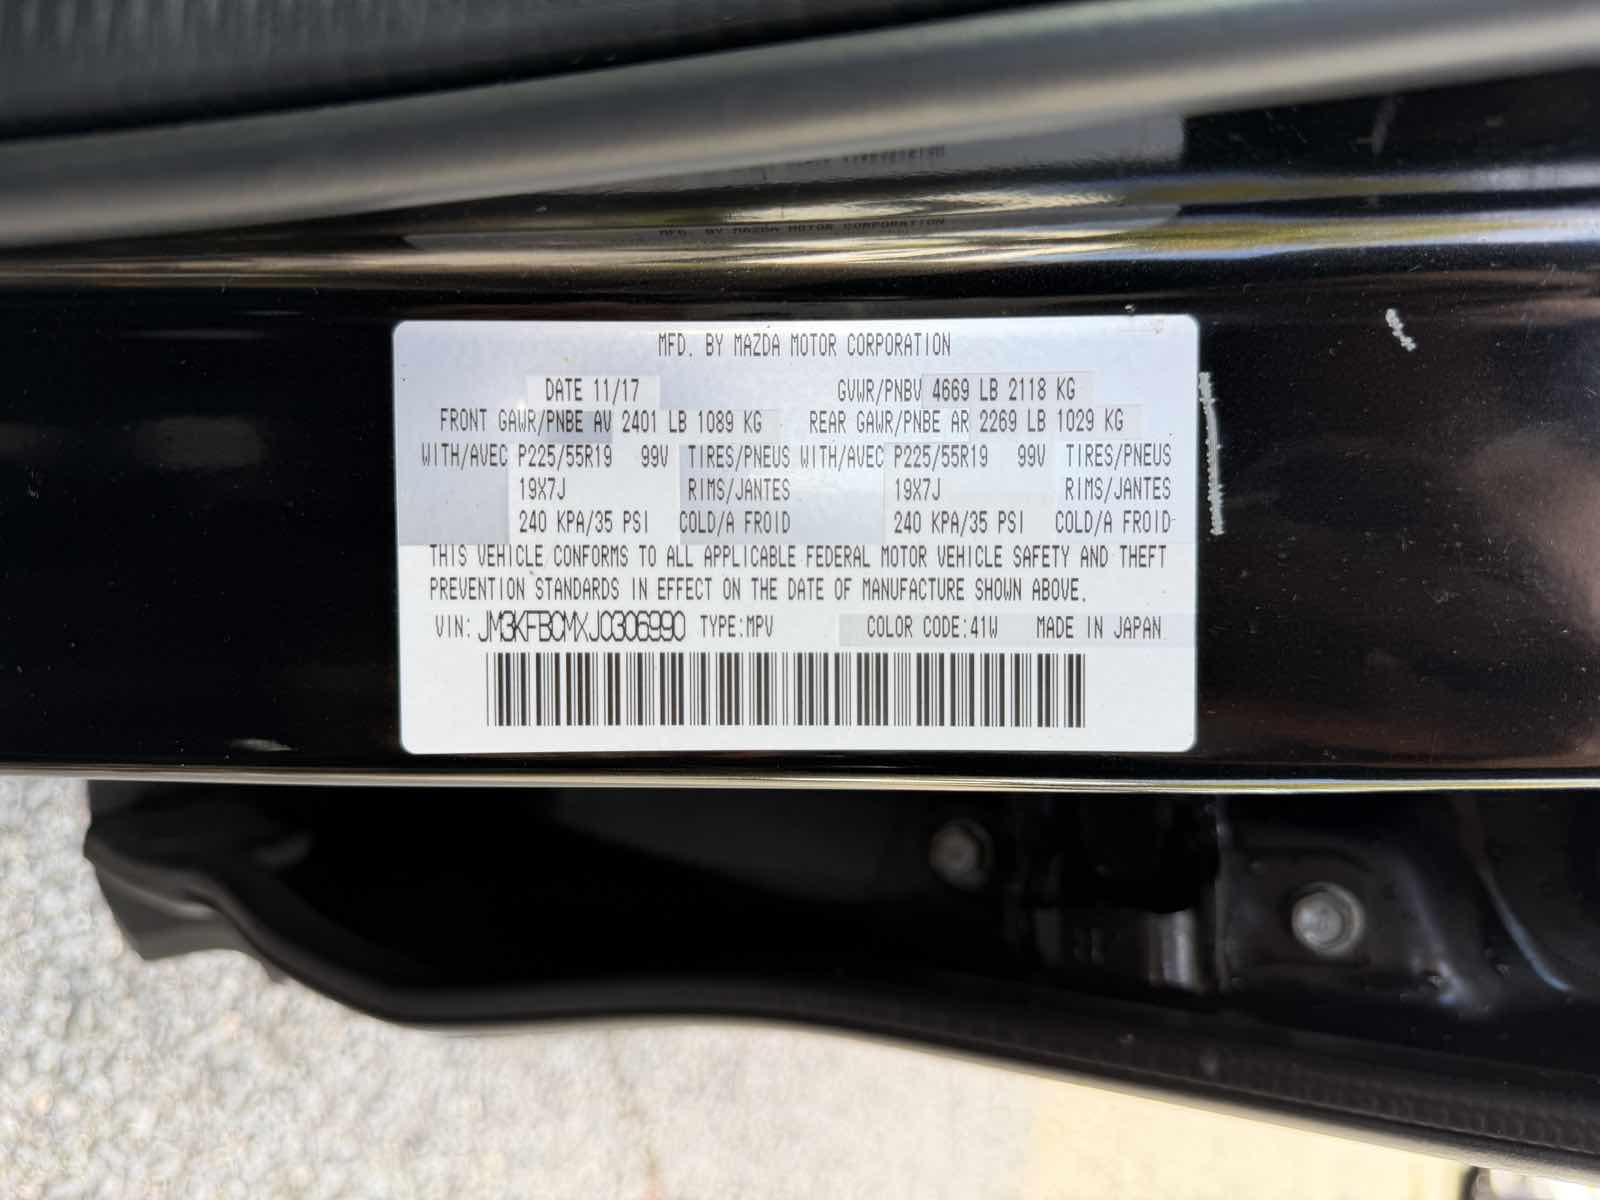 MFD. BY MAZDA MOTOR CORPORATION
DATE 11/17 GVWR/PNBV 4669 LB 2118 KG
FRONT GAWR/PNBE AV 2401 LB 1089 KG REAR GAWR/PNBE AR 2269 LB 1029 KG
WITH/AVEC P225/55R19 99V TIRES/PNEUS WITH/AVEC P225/55R19 99V TIRES/PNEUS
19X7J RIMS/JANTES 19X7J RIMS/JANTES
240 KPA/35 PSI COLD/A FROID 240 KPA/35 PSI COLD/A FROID
THIS VEHICLE CONFORMS TO ALL APPLICABLE FEDERAL MOTOR VEHICLE SAFETY AND THEFT
PREVENTION STANDARDS IN EFFECT ON THE DATE OF MANUFACTURE SHOWN ABOVE.
VIN: JM3KFBCMXJ0306990 TYPE:MPV COLOR CODE:41W MADE IN JAPAN